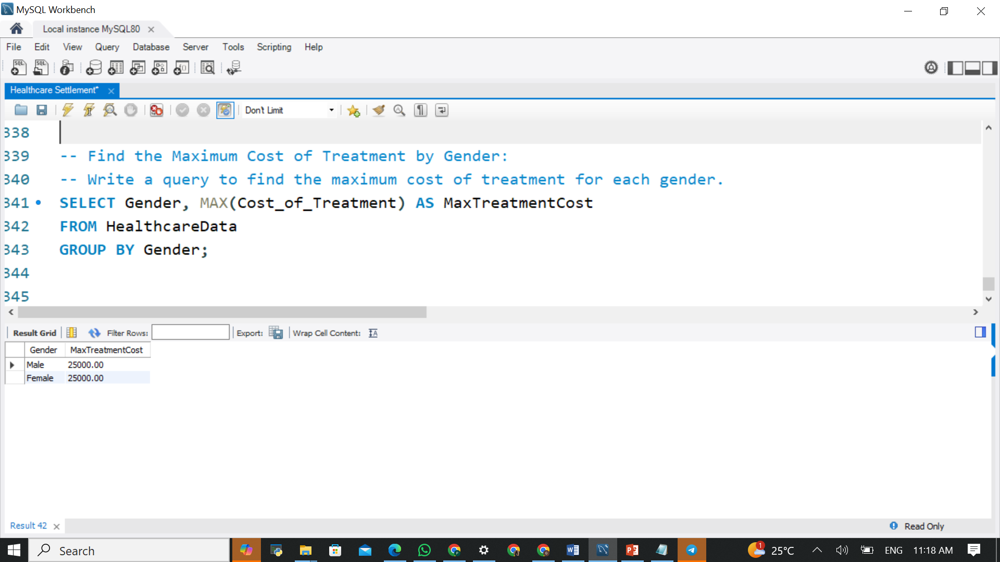 MySQL Workbench
Local instance MySQL80
File Edit View Query Database Server Tools Scripting Help
Healthcare Settlement*
Don't Limit
338
339 -- Find the Maximum Cost of Treatment by Gender:
340 -- Write a query to find the maximum cost of treatment for each gender.
341 SELECT Gender, MAX(Cost_of_Treatment) AS MaxTreatmentCost
342 FROM HealthcareData
343 GROUP BY Gender;
344
345
Result Grid Filter Rows: Export: Wrap Cell Content:
Gender MaxTreatmentCost
Male 25000.00
Female 25000.00
Result 42
Read Only
Search
1 25°C ENG 11:18 AM